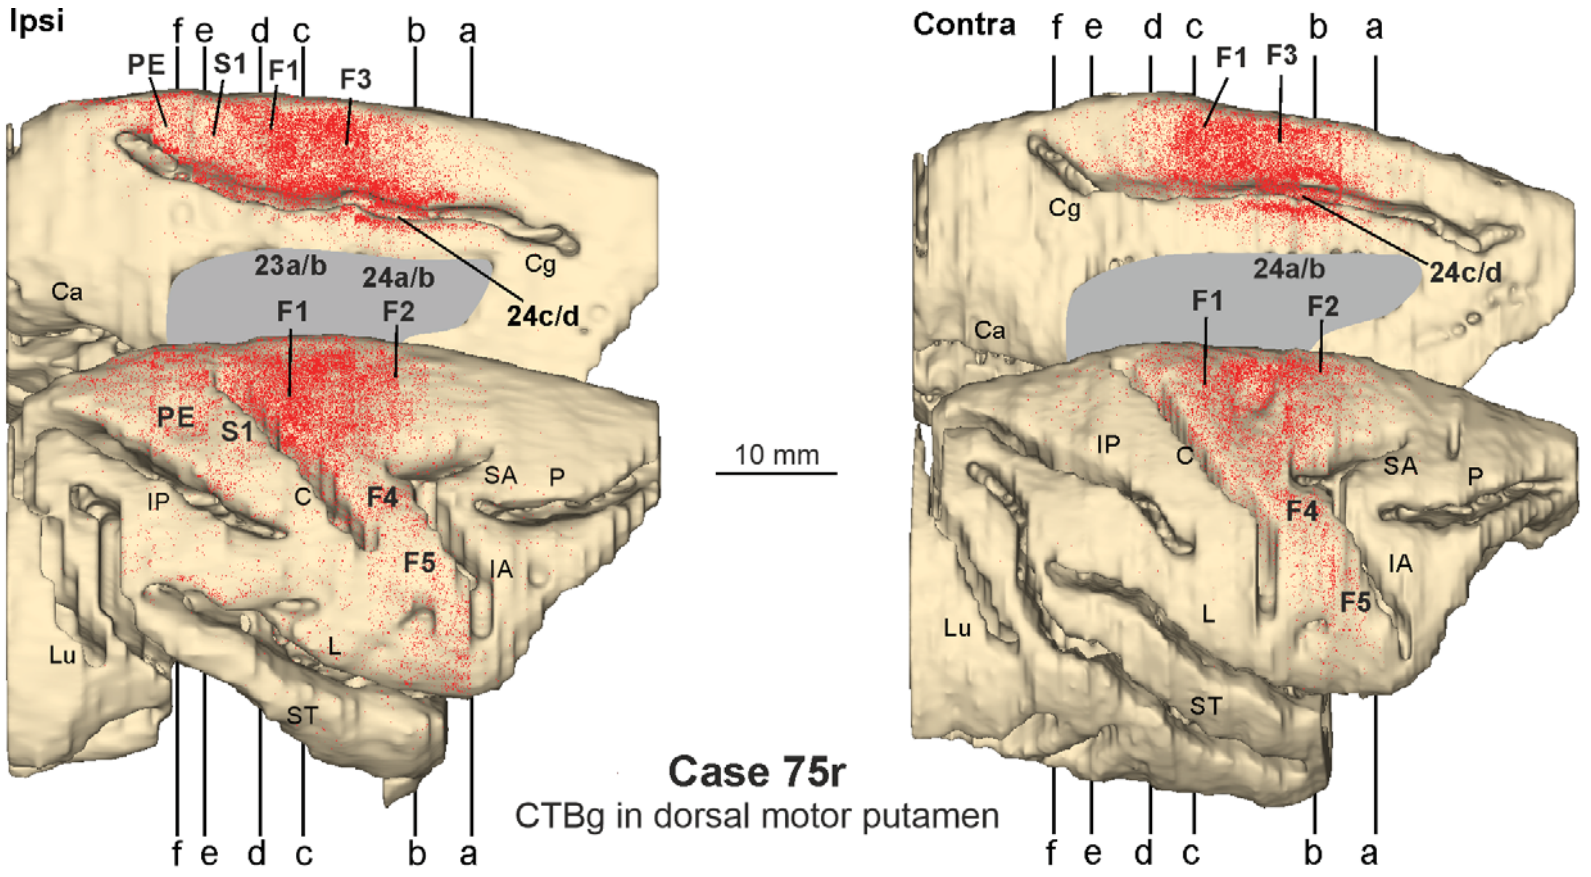 Ipsi
f e d c b a
PE S1 F1 F3
Cg
23a/b 24a/b
Ca
24c/d
F1 F2
PE S1
SA P
C F4
IP
F5 IA
L
Lu
ST
f e d c b a
Contra
f e d c b a
F1 F3
Cg
24a/b 24c/d
F1 F2
Ca
IP C SA P
F4
IA
F5
L
Lu
ST
f e d c b a
10 mm
Case 75r
CTBg in dorsal motor putamen